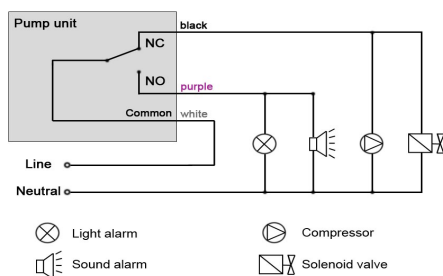 Pump unit
black
NC
NO
purple
Common
white
Line
Neutral
Light alarm
Compressor
Sound alarm
Solenoid valve